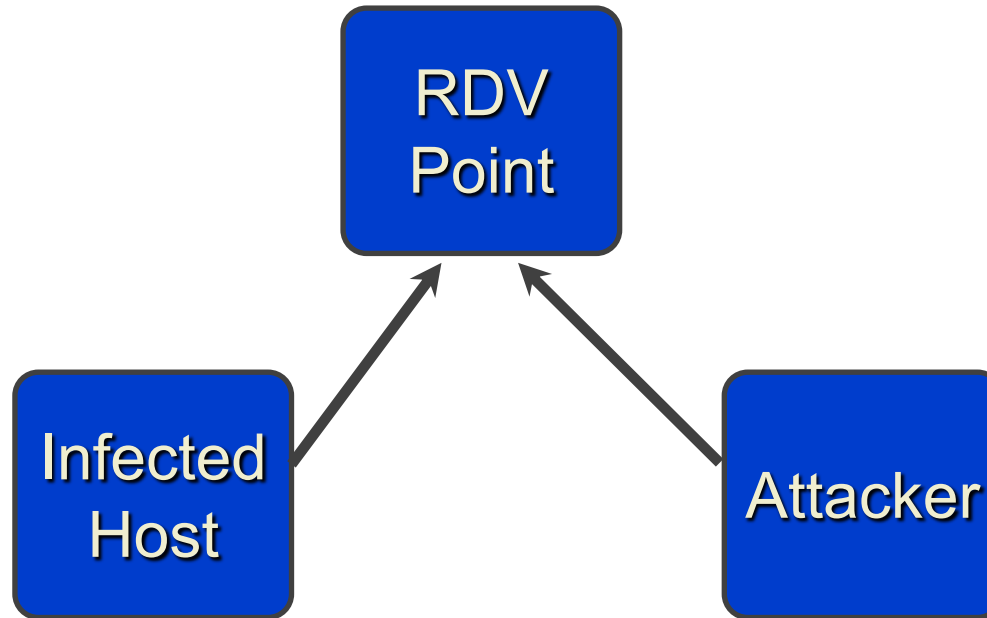 RDV
Point
Infected
Host
Attacker